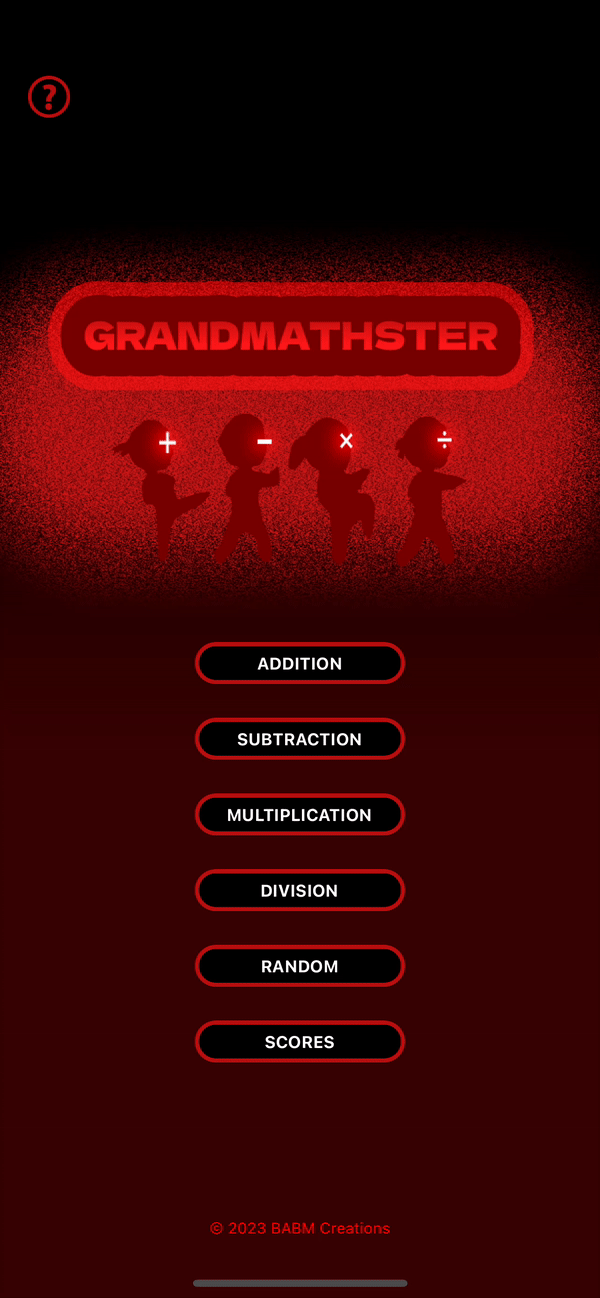 ?
GRANDMATHSTER
+ - × ÷
ADDITION
SUBTRACTION
MULTIPLICATION
DIVISION
RANDOM
SCORES
© 2023 BABM Creations